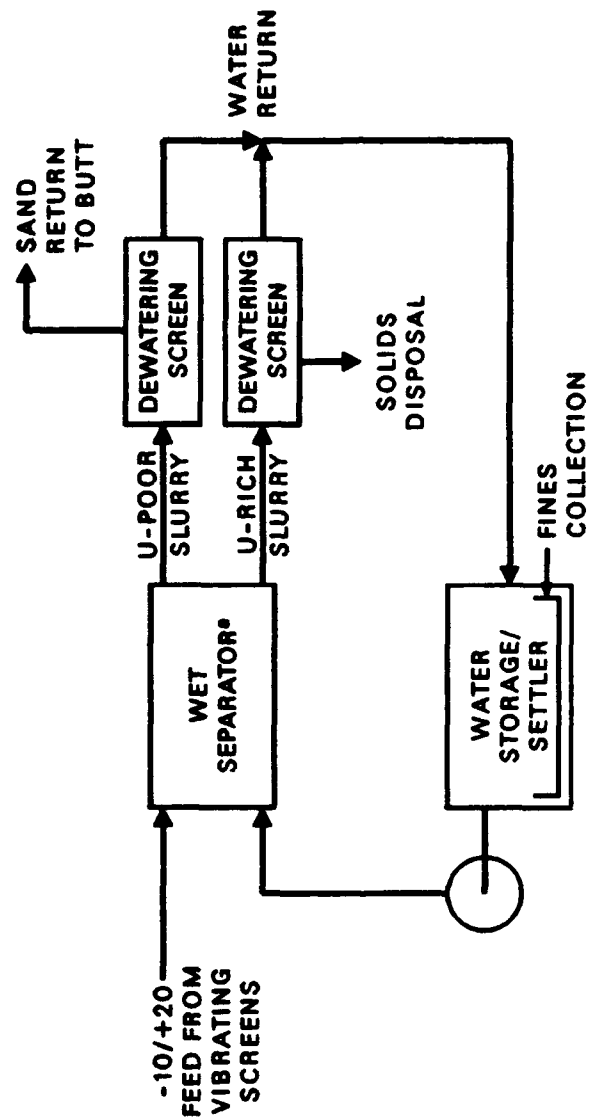 -10/+20
FEED FROM
VIBRATING
SCREENS
WET
SEPARATOR*
U-POOR
SLURRY
U-RICH
SLURRY
DEWATERING
SCREEN
DEWATERING
SCREEN
SAND
RETURN
TO BUTT
WATER
RETURN
SOLIDS
DISPOSAL
WATER
STORAGE/
SETTLER
FINES
COLLECTION